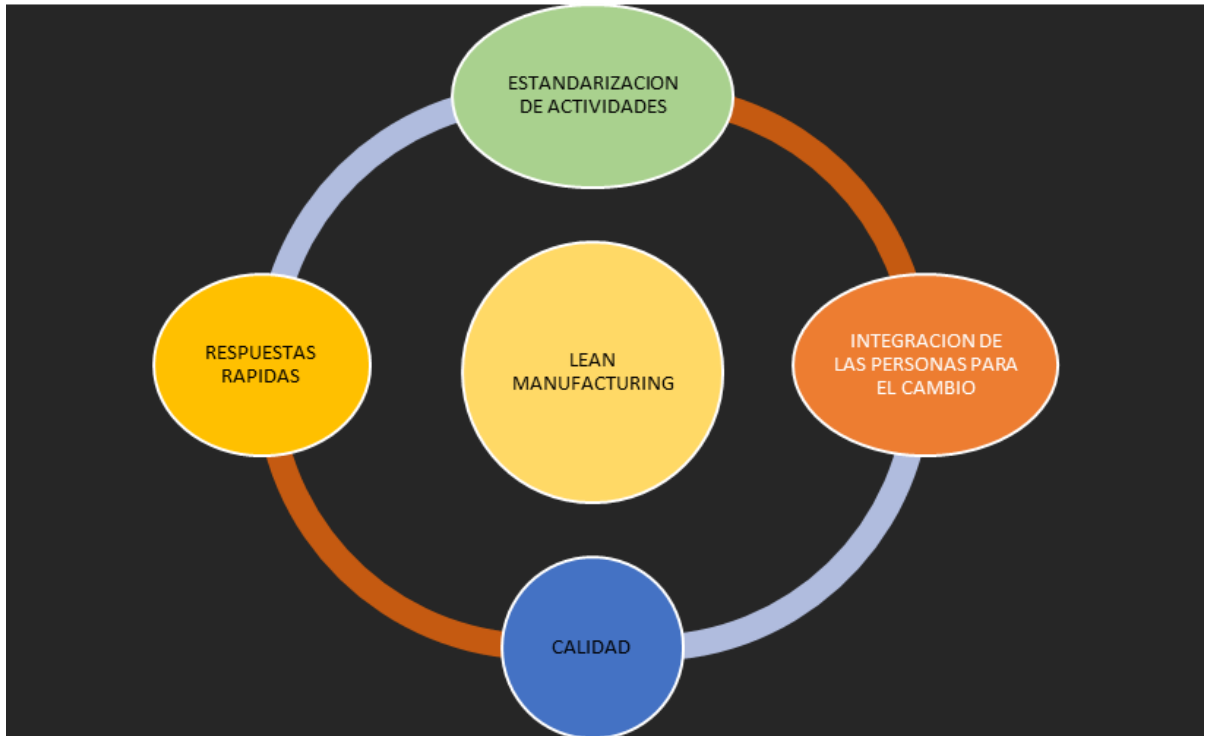 ESTANDARIZACION
DE ACTIVIDADES
RESPUESTAS
RAPIDAS
LEAN
MANUFACTURING
INTEGRACION DE
LAS PERSONAS PARA
EL CAMBIO
CALIDAD